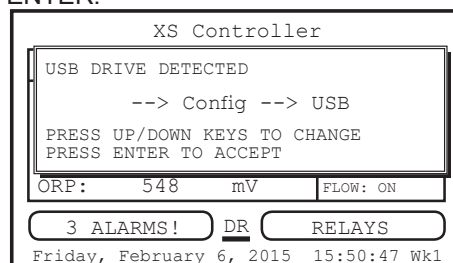 ENTER.
XS Controller
USB DRIVE DETECTED
--> Config --> USB
PRESS UP/DOWN KEYS TO CHANGE
PRESS ENTER TO ACCEPT
ORP: 548 mV FLOW: ON
3 ALARMS! DR RELAYS
Friday, February 6, 2015 15:50:47 Wk1